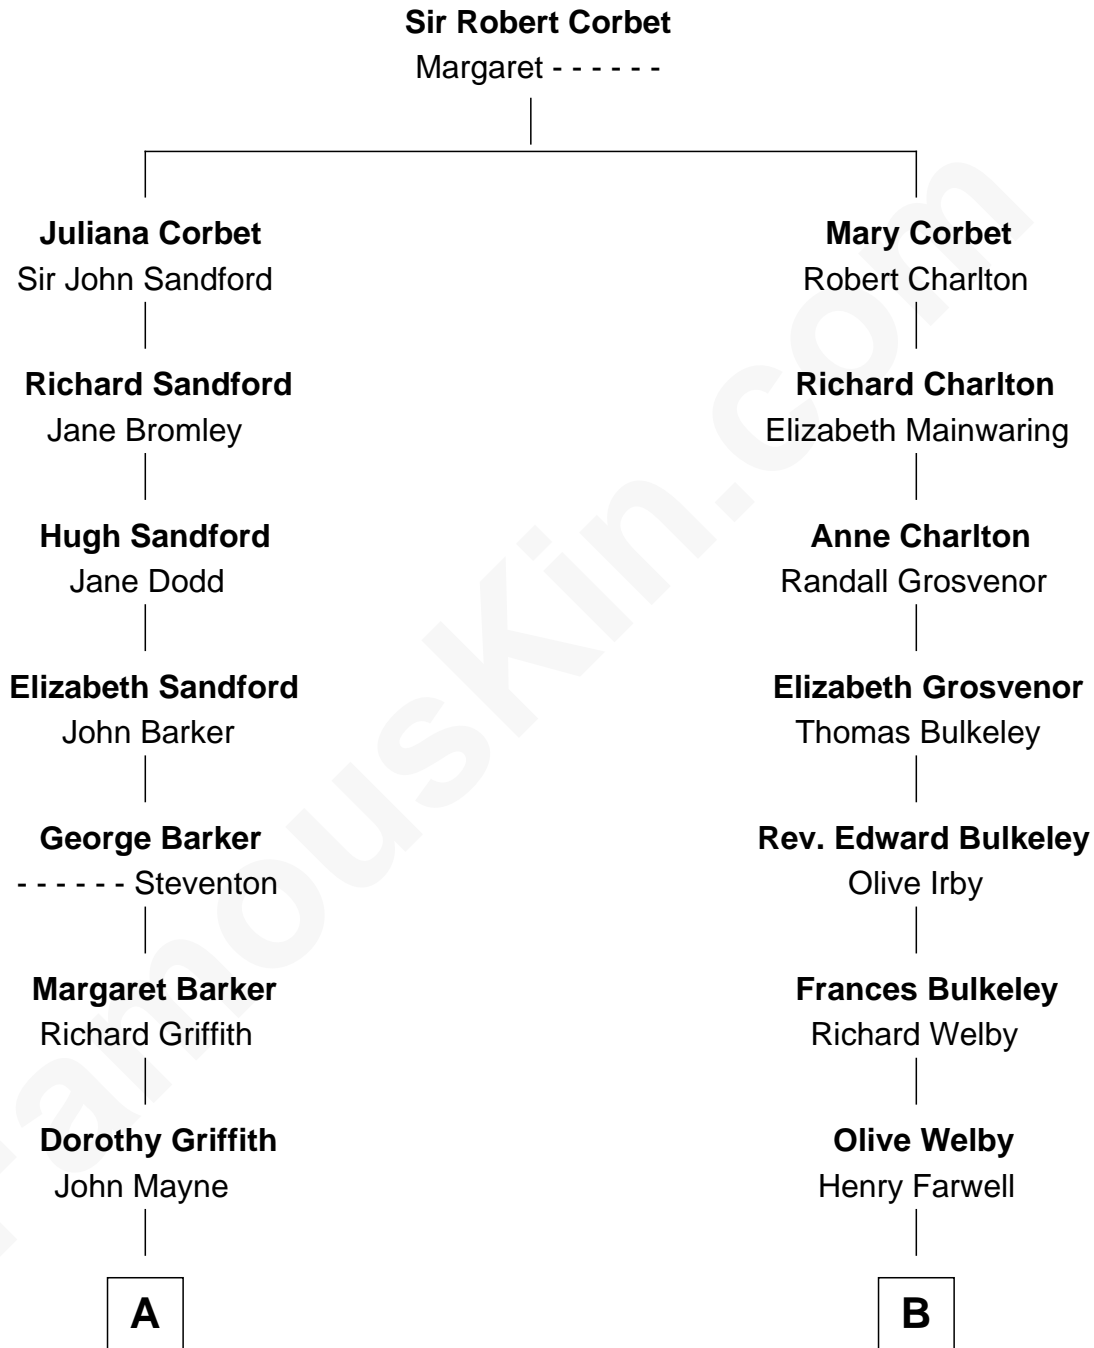 Sir Robert Corbet
Margaret - - - - - -
Juliana Corbet
Sir John Sandford
Mary Corbet
Robert Charlton
Richard Sandford
Jane Bromley
Richard Charlton
Elizabeth Mainwaring
Hugh Sandford
Jane Dodd
Anne Charlton
Randall Grosvenor
Elizabeth Sandford
John Barker
Elizabeth Grosvenor
Thomas Bulkeley
George Barker
- - - - - - Steventon
Rev. Edward Bulkeley
Olive Irby
Margaret Barker
Richard Griffith
Frances Bulkeley
Richard Welby
Dorothy Griffith
John Mayne
Olive Welby
Henry Farwell
A
B
FamousKin.com